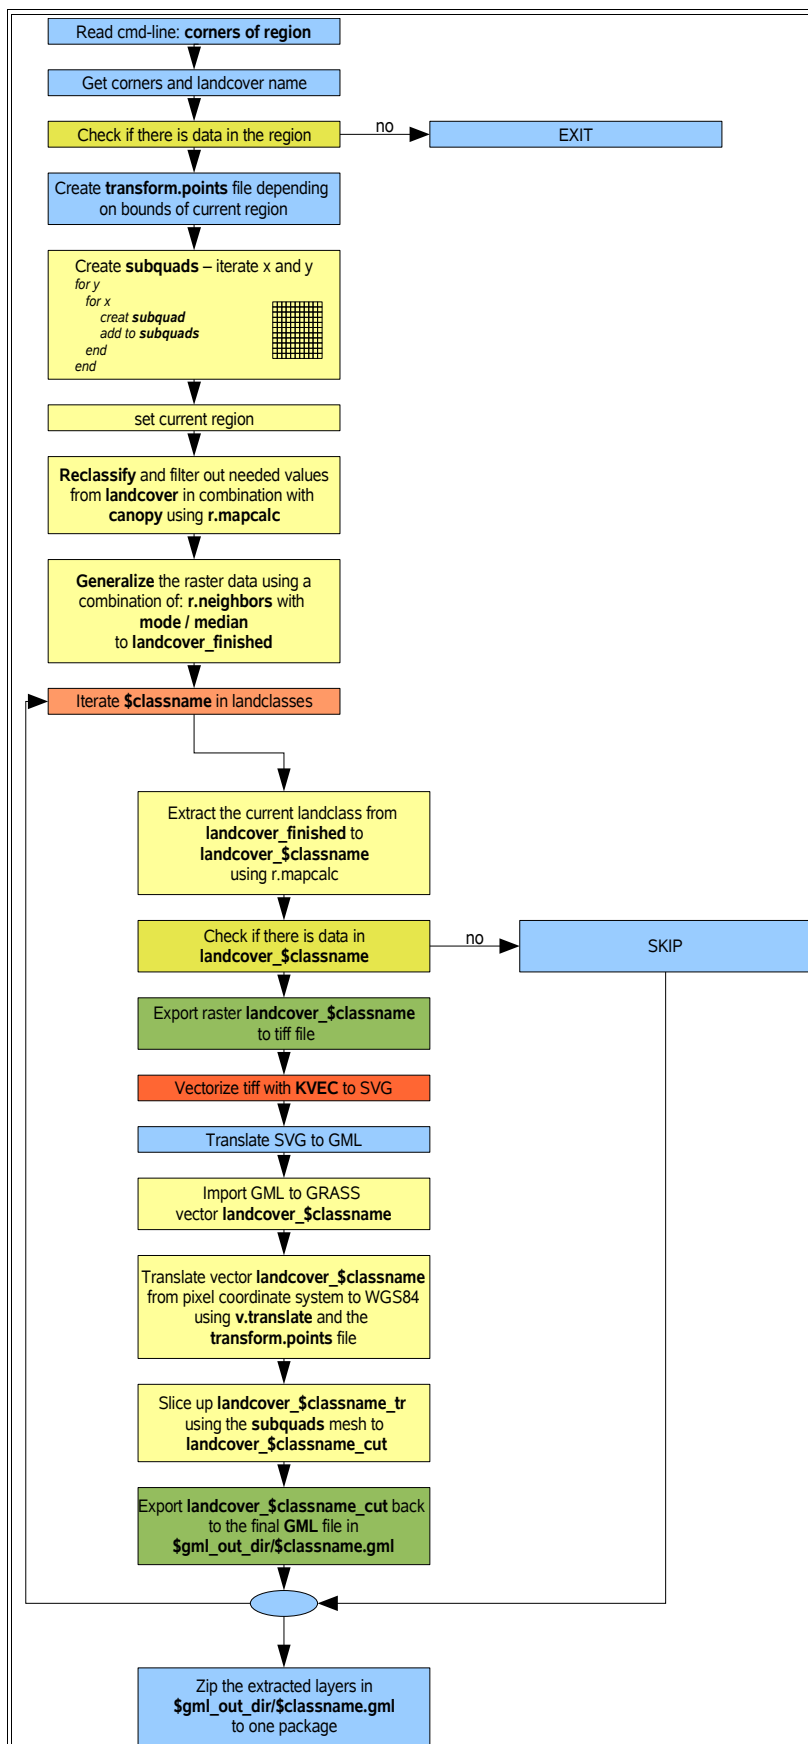 Read cmd-line: corners of region
Get corners and landcover name
Check if there is data in the region
no
EXIT
Create transform.points file depending
on bounds of current region
Create subquads – iterate x and y
for y
for x
creat subquad
add to subquads
end
end
set current region
Reclassify and filter out needed values
from landcover in combination with
canopy using r.mapcalc
Generalize the raster data using a
combination of: r.neighbors with
mode / median
to landcover_finished
Iterate $classname in landclasses
Extract the current landclass from
landcover_finished to
landcover_$classname
using r.mapcalc
Check if there is data in
landcover_$classname
no
SKIP
Export raster landcover_$classname
to tiff file
Vectorize tiff with KVEC to SVG
Translate SVG to GML
Import GML to GRASS
vector landcover_$classname
Translate vector landcover_$classname
from pixel coordinate system to WGS84
using v.translate and the
transform.points file
Slice up landcover_$classname_tr
using the subquads mesh to
landcover_$classname_cut
Export landcover_$classname_cut back
to the final GML file in
$gml_out_dir/$classname.gml
Zip the extracted layers in
$gml_out_dir/$classname.gml
to one package